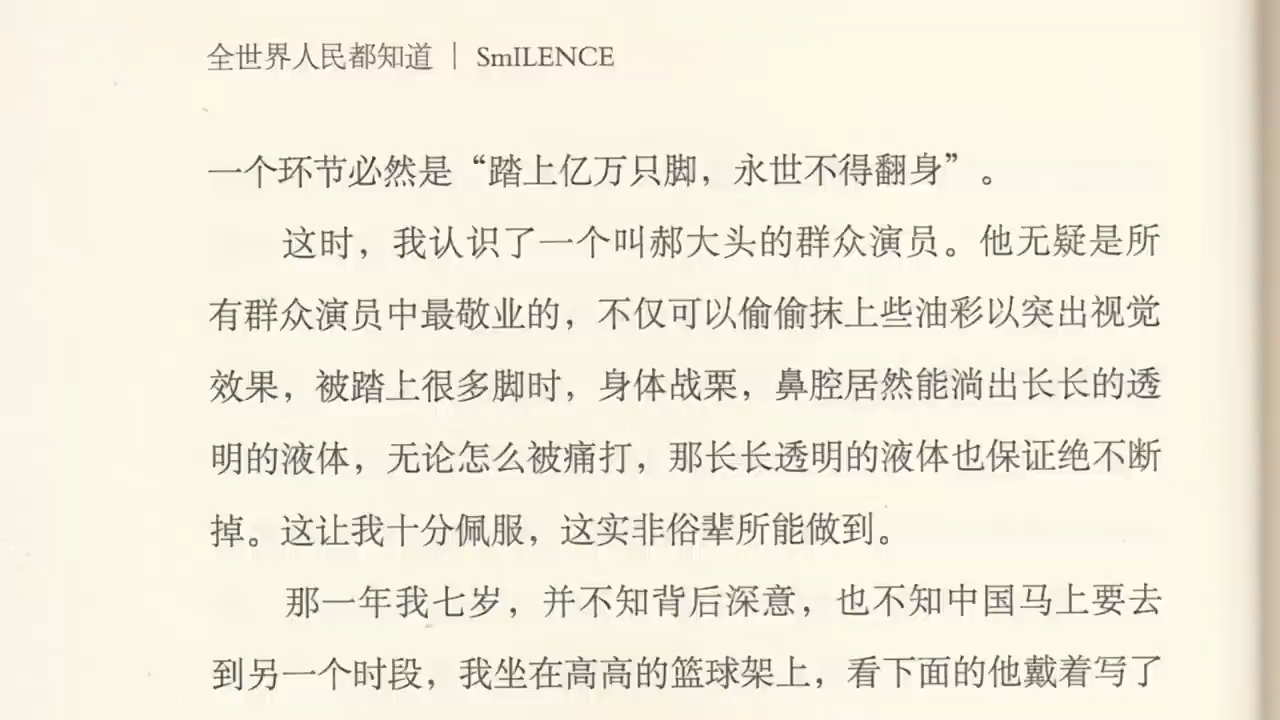 全世界人民都知道 | SmILENCE
一个环节必然是“踏上亿万只脚，永世不得翻身”。
这时，我认识了一个叫郝大头的群众演员。他无疑是所
有群众演员中最敬业的，不仅可以偷偷抹上些油彩以突出视觉
效果，被踏上很多脚时，身体战栗，鼻腔居然能淌出长长的透
明的液体，无论怎么被痛打，那长长透明的液体也保证绝不断
掉。这让我十分佩服，这实非俗辈所能做到。
那一年我七岁，并不知背后深意，也不知中国马上要去
到另一个时段，我坐在高高的篮球架上，看下面的他戴着写了